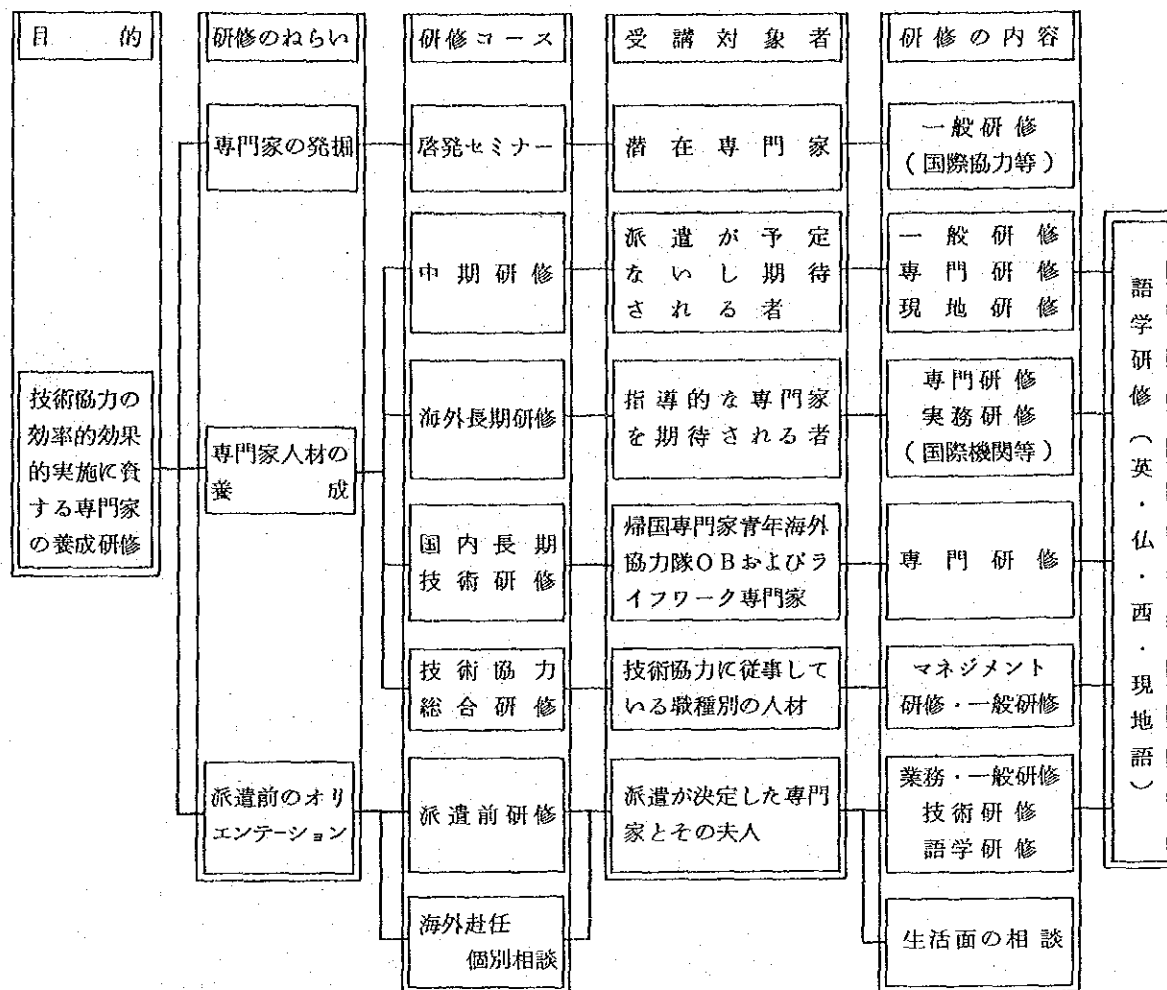 目的
研修のねらい
研修コース
受講対象者
研修の内容
専門家の発掘
啓発セミナー
潜在専門家
一般研修
(国際協力等)
中期研修
派遣が予定
ないし期待
される者
一般研修
専門研修
現地研修
技術協力の
効率的効果
的実施に資
する専門家
の養成研修
専門家人材の
養成
海外長期研修
指導的な専門家
を期待される者
専門研修
実務研修
(国際機関等)
国内長期
技術研修
帰国専門家青年海外
協力隊OBおよびラ
イフワーク専門家
専門研修
技術協力
総合研修
技術協力に従事して
いる職種別の人材
マネジメント
研修・一般研修
派遣前のオリ
エンテーション
派遣前研修
派遣が決定した専門
家とその夫人
業務・一般研修
技術研修
語学研修
海外赴任
個別相談
生活面の相談
語学研修(英・仏・西・現地語)